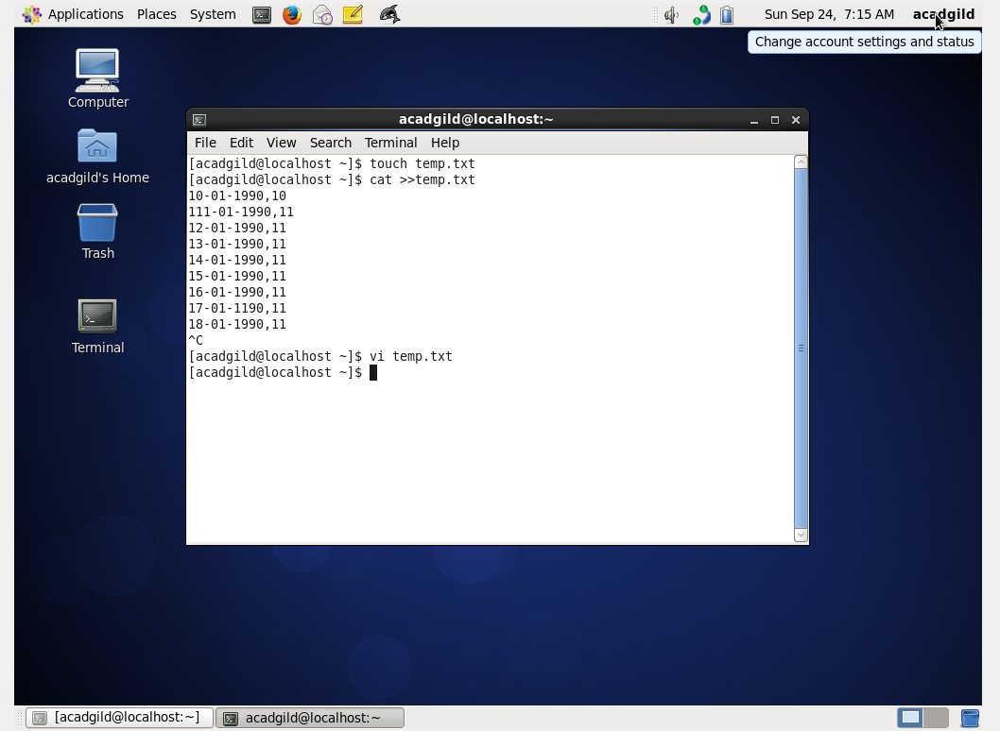 Applications Places System
Sun Sep 24, 7:15 AM acadgild
Change account settings and status
Computer
acadgild's Home
Trash
Terminal
acadgild@localhost:~
File Edit View Search Terminal Help
[acadgild@localhost ~]$ touch temp.txt
[acadgild@localhost ~]$ cat >>temp.txt
10-01-1990,10
111-01-1990,11
12-01-1990,11
13-01-1990,11
14-01-1990,11
15-01-1990,11
16-01-1990,11
17-01-1190,11
18-01-1990,11
^C
[acadgild@localhost ~]$ vi temp.txt
[acadgild@localhost ~]$
[acadgild@localhost:~] acadgild@localhost:~